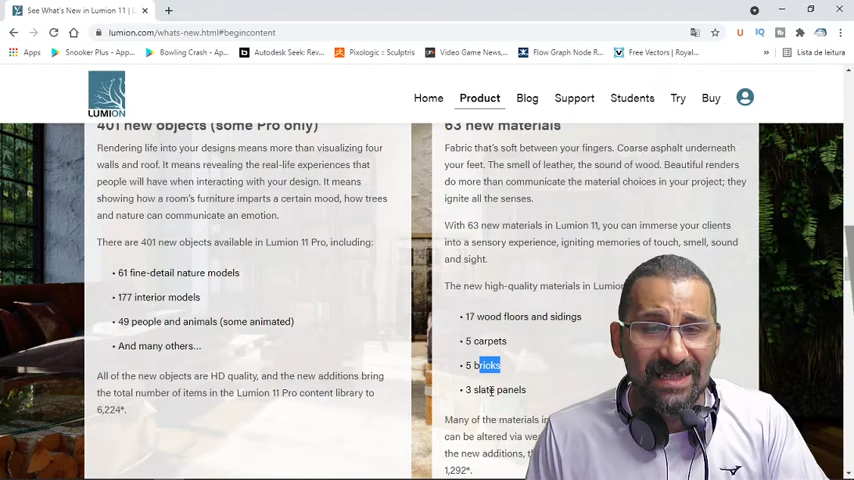 See What's New in Lumion 11 | L
lumion.com/whats-new.html#begincontent
Apps
Snooker Plus - App...
Bowling Crash - Ap...
Autodesk Seek: Rev...
Pixologic :: Sculptris
Video Game News,...
Flow Graph Node R...
Free Vectors | Royal...
»
Lista de leitura
LUMION
Home
Product
Blog
Support
Students
Try
Buy
401 new objects (some Pro only)
Rendering life into your designs means more than visualizing four
walls and roof. It means revealing the real-life experiences that
people will have when interacting with your design. It means
showing how a room's furniture imparts a certain mood, how trees
and nature can communicate an emotion.
There are 401 new objects available in Lumion 11 Pro, including:
• 61 fine-detail nature models
• 177 interior models
• 49 people and animals (some animated)
• And many others...
All of the new objects are HD quality, and the new additions bring
the total number of items in the Lumion 11 Pro content library to
6,224*.
63 new materials
Fabric that's soft between your fingers. Coarse asphalt underneath
your feet. The smell of leather, the sound of wood. Beautiful renders
do more than communicate the material choices in your project; they
ignite all the senses.
With 63 new materials in Lumion 11, you can immerse your clients
into a sensory experience, igniting memories of touch, smell, sound
and sight.
The new high-quality materials in Lumion
• 17 wood floors and sidings
• 5 carpets
• 5 bricks
• 3 slate panels
Many of the materials in
can be altered via
the new additions,
1,292*.